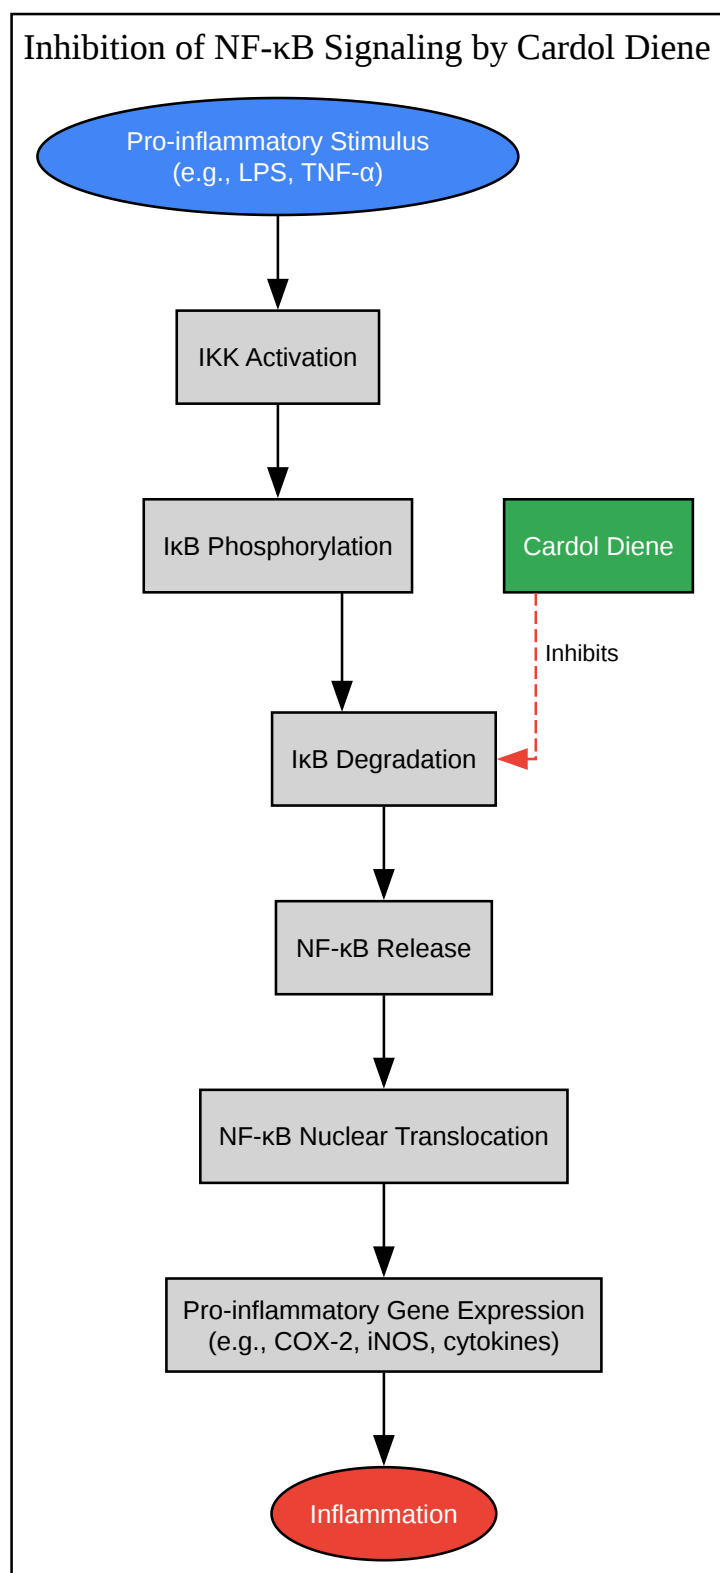 Inhibition of NF-κB Signaling by Cardol Diene
Pro-inflammatory Stimulus
(e.g., LPS, TNF-α)
IKK Activation
IκB Phosphorylation
Cardol Diene
Inhibits
IκB Degradation
NF-κB Release
NF-κB Nuclear Translocation
Pro-inflammatory Gene Expression
(e.g., COX-2, iNOS, cytokines)
Inflammation